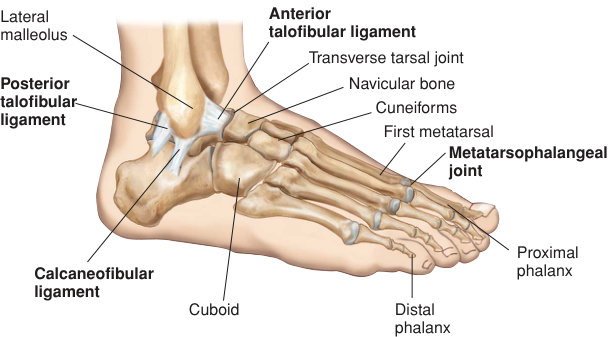 Lateral
malleolus
Anterior
talofibular ligament
Transverse tarsal joint
Posterior
talofibular
ligament
Navicular bone
Cuneiforms
First metatarsal
Metatarsophalangeal
joint
Calcaneofibular
ligament
Cuboid
Distal
phalanx
Proximal
phalanx